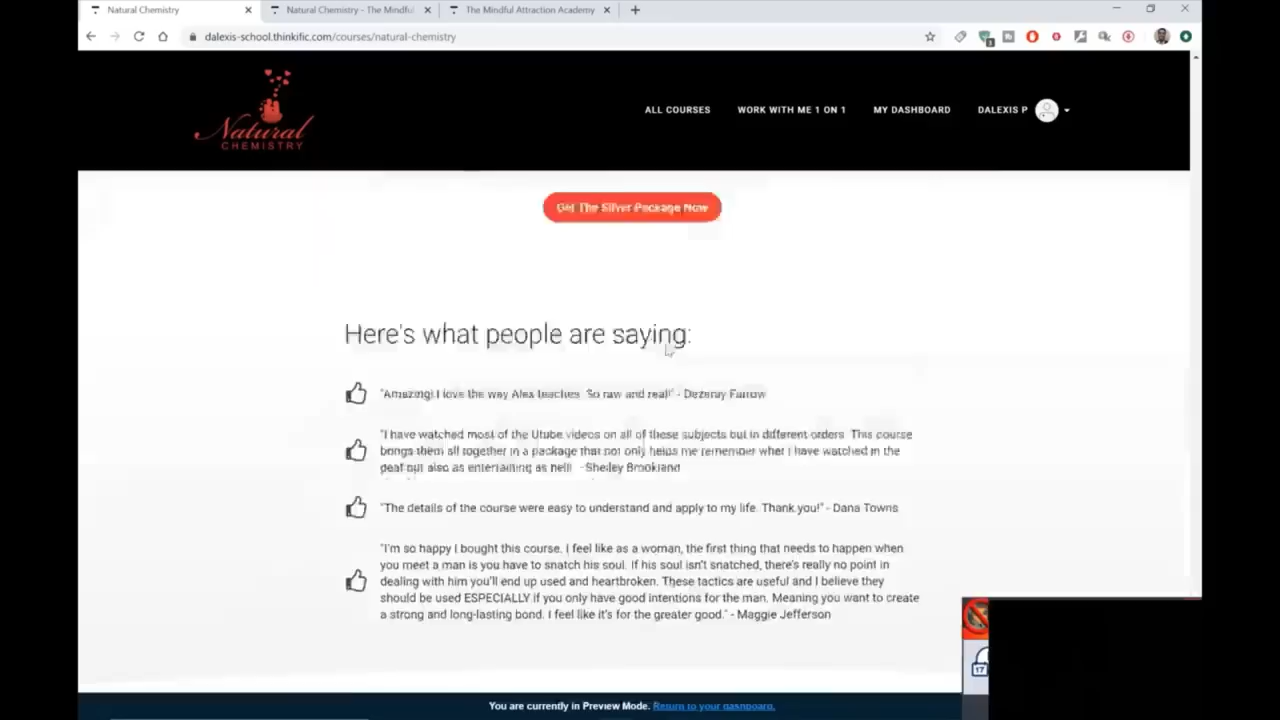 Natural Chemistry
Natural Chemistry - The Mindful
The Mindful Attraction Academy
dalexis-school.thinkific.com/courses/natural-chemistry
Natural
CHEMISTRY
ALL COURSES
WORK WITH ME 1 ON 1
MY DASHBOARD
DALEXIS P
Get The Silver Package Now
Here's what people are saying:
"Amazing! I love the way Alex teaches. So raw and real!" - Dezaray Farrow
"I have watched most of the Utube videos on all of these subjects but in different orders. This course
brings them all together in a package that not only helps me remember what I have watched in the
past but also as entertaining as hell! - Shelley
"The details of the course were easy to understand and apply to my life. Thank you!" - Dana Towns
"I'm so happy I bought this course. I feel like as a woman, the first thing that needs to happen when
you meet a man is you have to snatch his soul. If his soul isn't snatched, there's really no point in
dealing with him you'll end up used and heartbroken. These tactics are useful and I believe they
should be used ESPECIALLY if you only have good intentions for the man. Meaning you want to create
a strong and long-lasting bond. I feel like it's for the greater good." - Maggie Jefferson
17
You are currently in Preview Mode. Return to your dashboard.